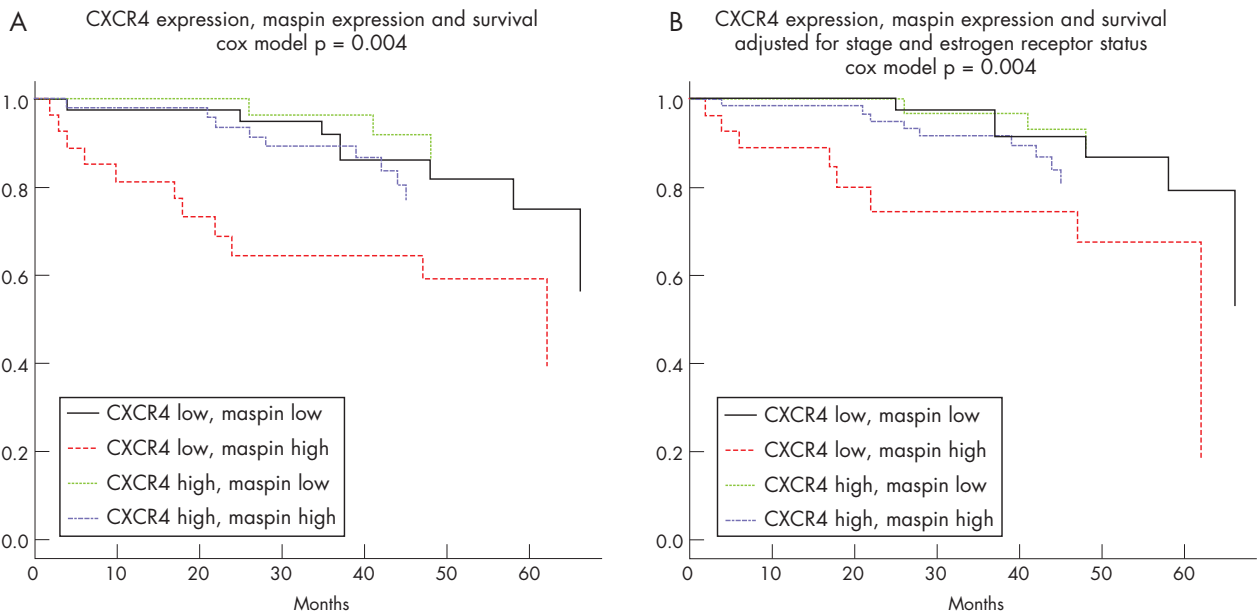 A
CXCR4 expression, maspin expression and survival
cox model p = 0.004
1.0
0.8
0.6
0.4
0.2
0.0
CXCR4 low, maspin low
CXCR4 low, maspin high
CXCR4 high, maspin low
CXCR4 high, maspin high
0 10 20 30 40 50 60
Months
B
CXCR4 expression, maspin expression and survival
adjusted for stage and estrogen receptor status
cox model p = 0.004
1.0
0.8
0.6
0.4
0.2
0.0
CXCR4 low, maspin low
CXCR4 low, maspin high
CXCR4 high, maspin low
CXCR4 high, maspin high
0 10 20 30 40 50 60
Months